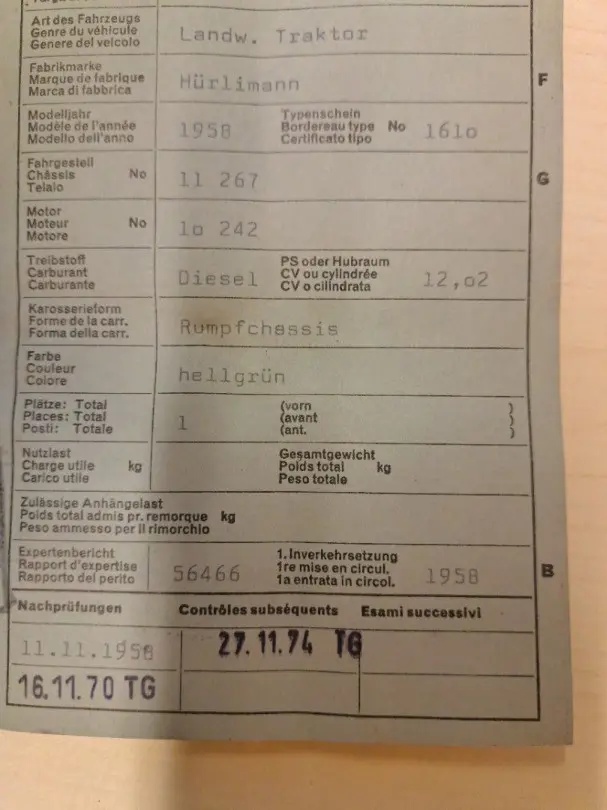 Art des Fahrzeugs
Genre du véhicule
Genere del veicolo
Landw. Traktor
Fabrikmarke
Marque de fabrique
Marca di fabbrica
Hürlimann
F
Modelljahr
Modèle de l'année
Modello dell'anno
1958
Typenschein
Bordereau type No
Certificato tipo
161o
Fahrgestell
Châssis No
Telaio
11 267
G
Motor
Moteur No
Motore
1o 242
Treibstoff
Carburant
Carburante
Diesel
PS oder Hubraum
CV ou cylindrée
CV o cilindrata
12,o2
Karosserieform
Forme de la carr.
Forma della carr.
Rumpfchassis
Farbe
Couleur
Colore
hellgrün
Plätze: Total
Places: Total
Posti: Totale
1
(vorn )
(avant )
(ant. )
Nutzlast
Charge utile kg
Carico utile
Gesamtgewicht
Poids total kg
Peso totale
Zulässige Anhängelast
Poids total admis pr. remorque kg
Peso ammesso per il rimorchio
Expertenbericht
Rapport d'expertise
Rapporto del perito
56466
1. Inverkehrsetzung
1re mise en circul.
1a entrata in circol.
1958
B
Nachprüfungen Contrôles subséquents Esami successivi
11.11.1958
27.11.74 TG
16.11.70 TG